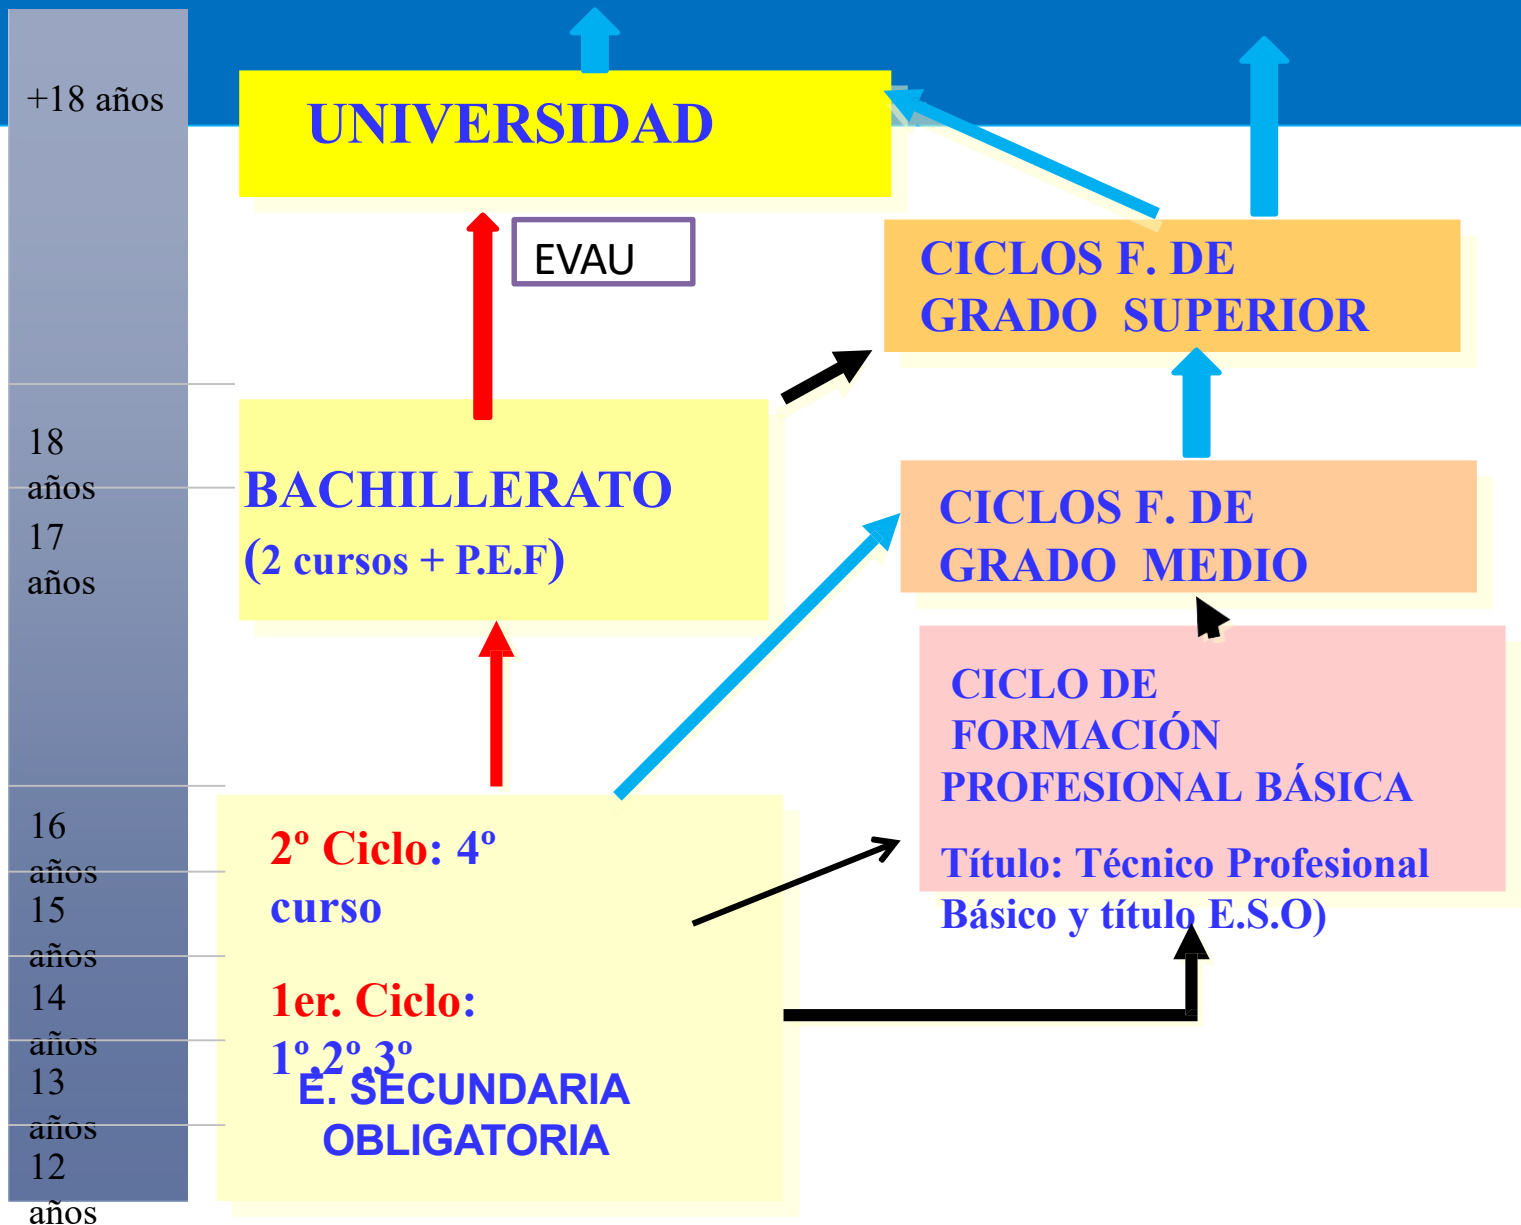 +18 años
18
años
17
años
16
años
15
años
14
años
13
años
12
años
UNIVERSIDAD
EVAU
CICLOS F. DE
GRADO SUPERIOR
BACHILLERATO
(2 cursos + P.E.F)
CICLOS F. DE
GRADO MEDIO
CICLO DE
FORMACIÓN
PROFESIONAL BÁSICA
Título: Técnico Profesional
Básico y título E.S.O)
2º Ciclo: 4º
curso
1er. Ciclo:
1º,2º,3º
E. SECUNDARIA
OBLIGATORIA